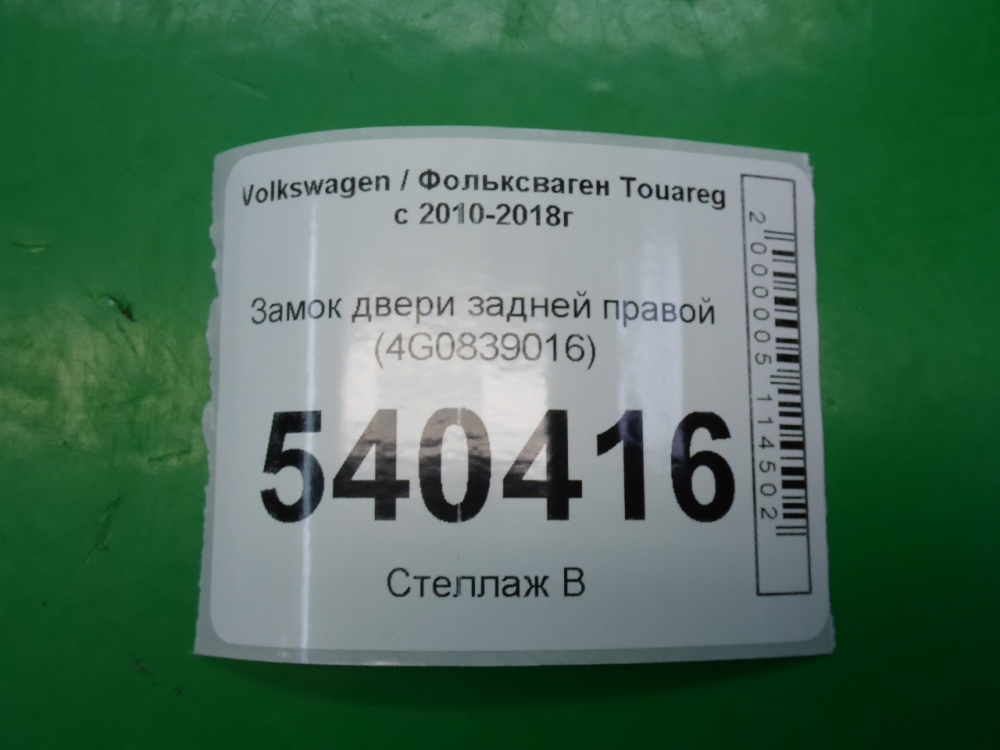 Volkswagen / Фольксваген Touareg
с 2010-2018г
Замок двери задней правой
(4G0839016)
540416
Стеллаж В
2000005114502